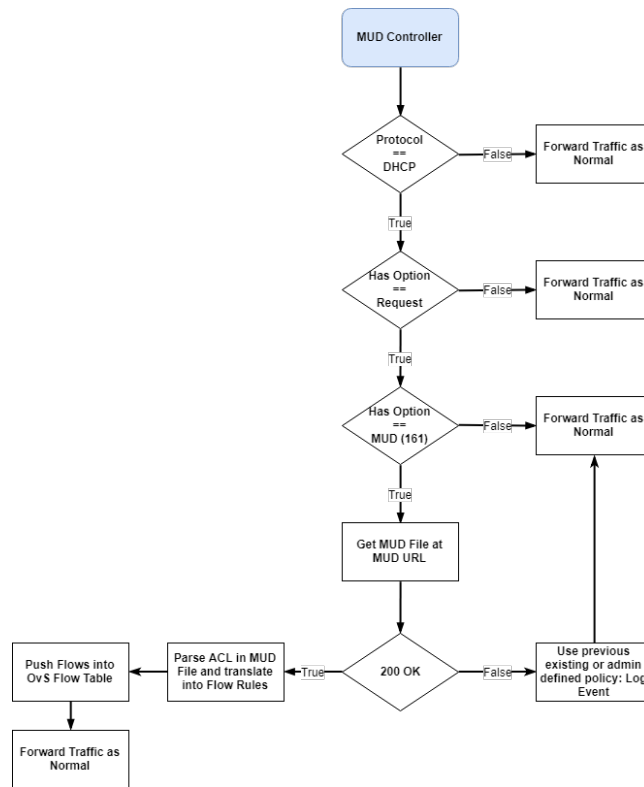 MUD Controller
Protocol
==
DHCP
False
Forward Traffic as
Normal
True
Has Option
==
Request
False
Forward Traffic as
Normal
True
Has Option
==
MUD (161)
False
Forward Traffic as
Normal
True
Get MUD File at
MUD URL
Push Flows into
OvS Flow Table
Parse ACL in MUD
File and translate
into Flow Rules
True
200 OK
False
Use previous
existing or admin
defined policy: Log
Event
Forward Traffic as
Normal